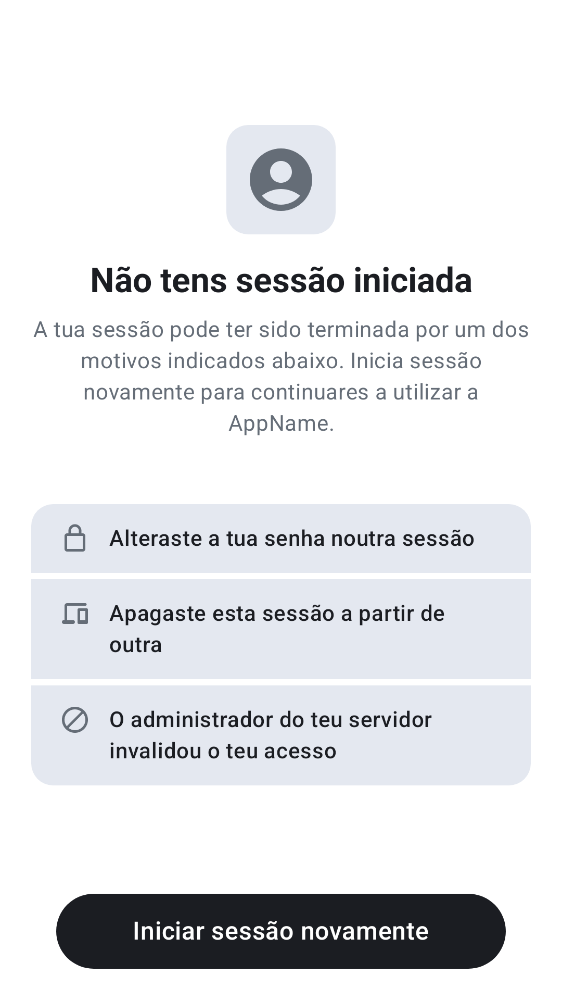 Não tens sessão iniciada
A tua sessão pode ter sido terminada por um dos
motivos indicados abaixo. Inicia sessão
novamente para continuares a utilizar a
AppName.
Alteraste a tua senha noutra sessão
Apagaste esta sessão a partir de
outra
O administrador do teu servidor
invalidou o teu acesso
Iniciar sessão novamente